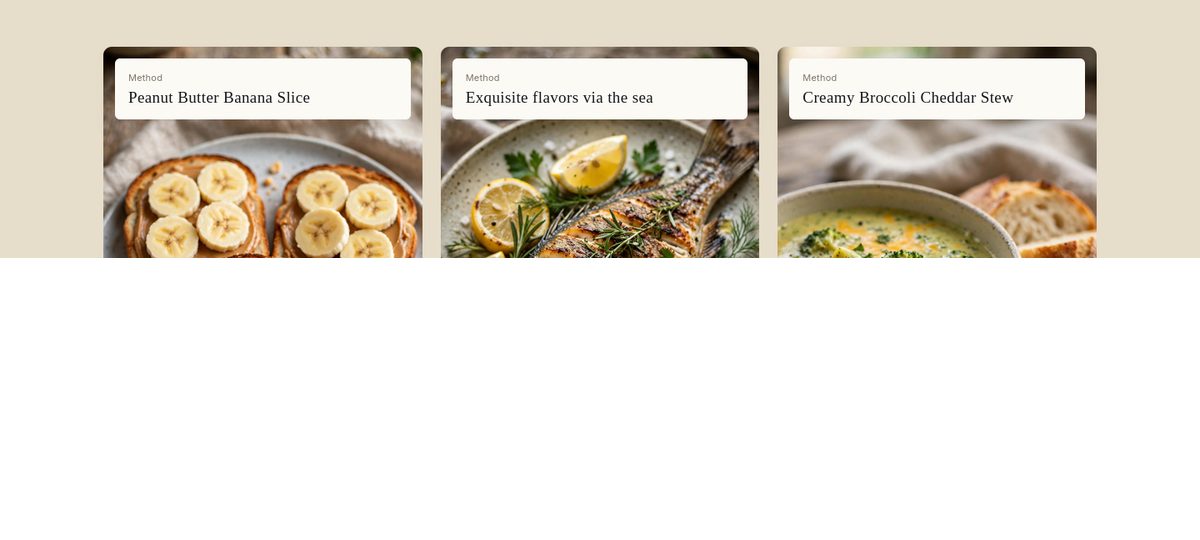 Method
Peanut Butter Banana Slice
Method
Exquisite flavors via the sea
Method
Creamy Broccoli Cheddar Stew